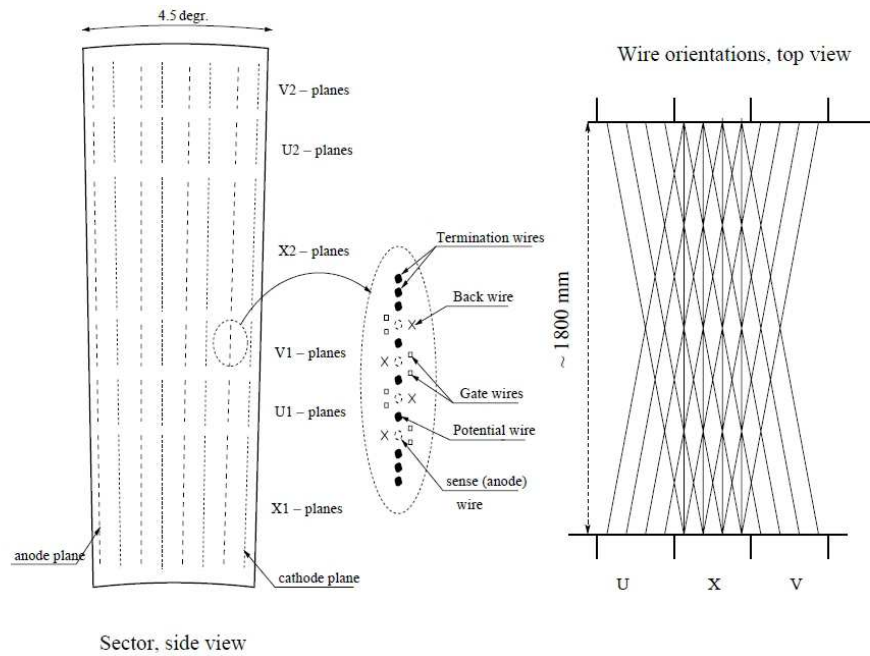 4.5 degr.
V2 – planes
U2 – planes
X2 – planes
V1 – planes
U1 – planes
X1 – planes
anode plane
cathode plane
Sector, side view
Termination wires
Back wire
Gate wires
Potential wire
sense (anode)
wire
Wire orientations, top view
~ 1800 mm
U X V